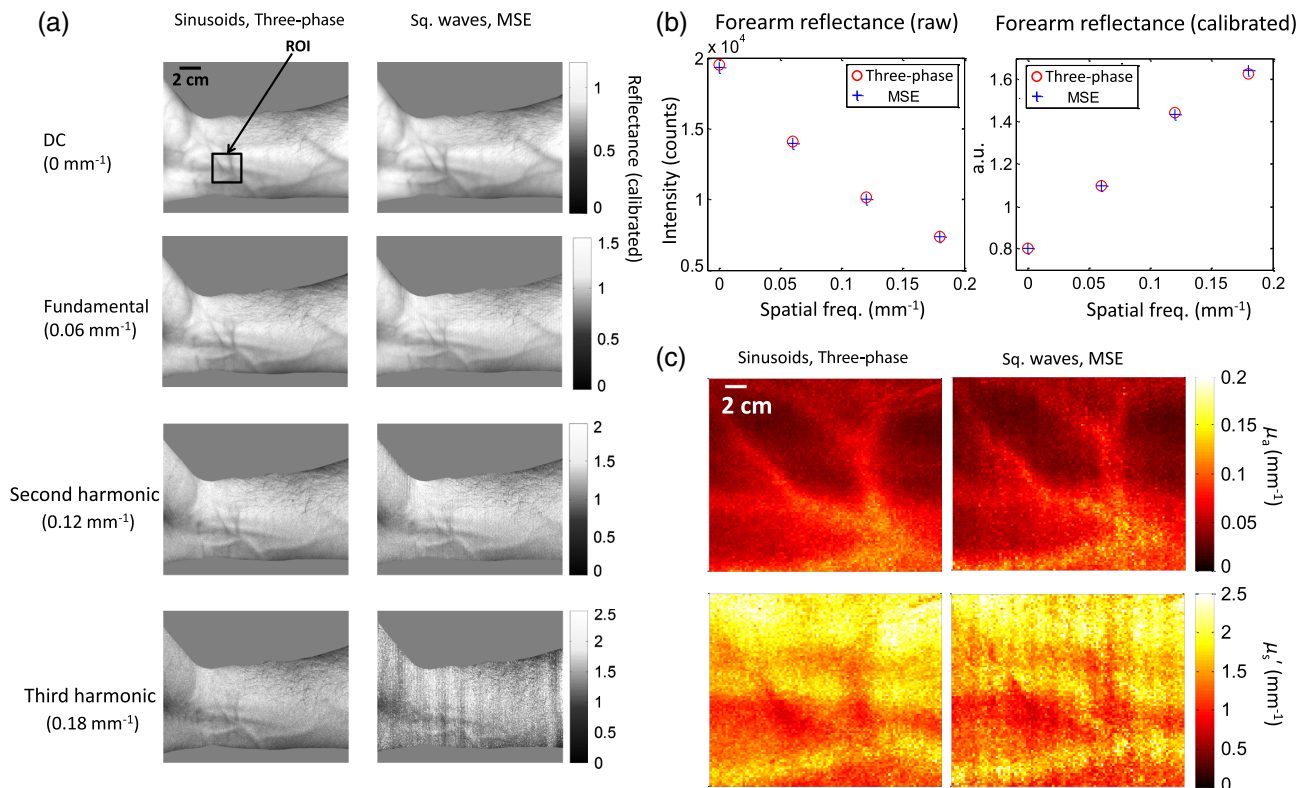 (a)
Sinusoids, Three-phase
Sq. waves, MSE
ROI
2 cm
DC
(0 mm⁻¹)
1
0.5
0
Reflectance (calibrated)
Fundamental
(0.06 mm⁻¹)
1.5
1
0.5
0
Second harmonic
(0.12 mm⁻¹)
2
1.5
1
0.5
0
Third harmonic
(0.18 mm⁻¹)
2.5
2
1.5
1
0.5
0
(b)
Forearm reflectance (raw)
x 10⁴
2
1.5
1
0.5
Intensity (counts)
Three-phase
MSE
0
0.05
0.1
0.15
0.2
Spatial freq. (mm⁻¹)
Forearm reflectance (calibrated)
1.6
1.4
1.2
1
0.8
a.u.
Three-phase
MSE
0
0.05
0.1
0.15
0.2
Spatial freq. (mm⁻¹)
(c)
Sinusoids, Three-phase
Sq. waves, MSE
2 cm
0.2
0.15
0.1
0.05
0
μa (mm⁻¹)
2.5
2
1.5
1
0.5
0
μs' (mm⁻¹)